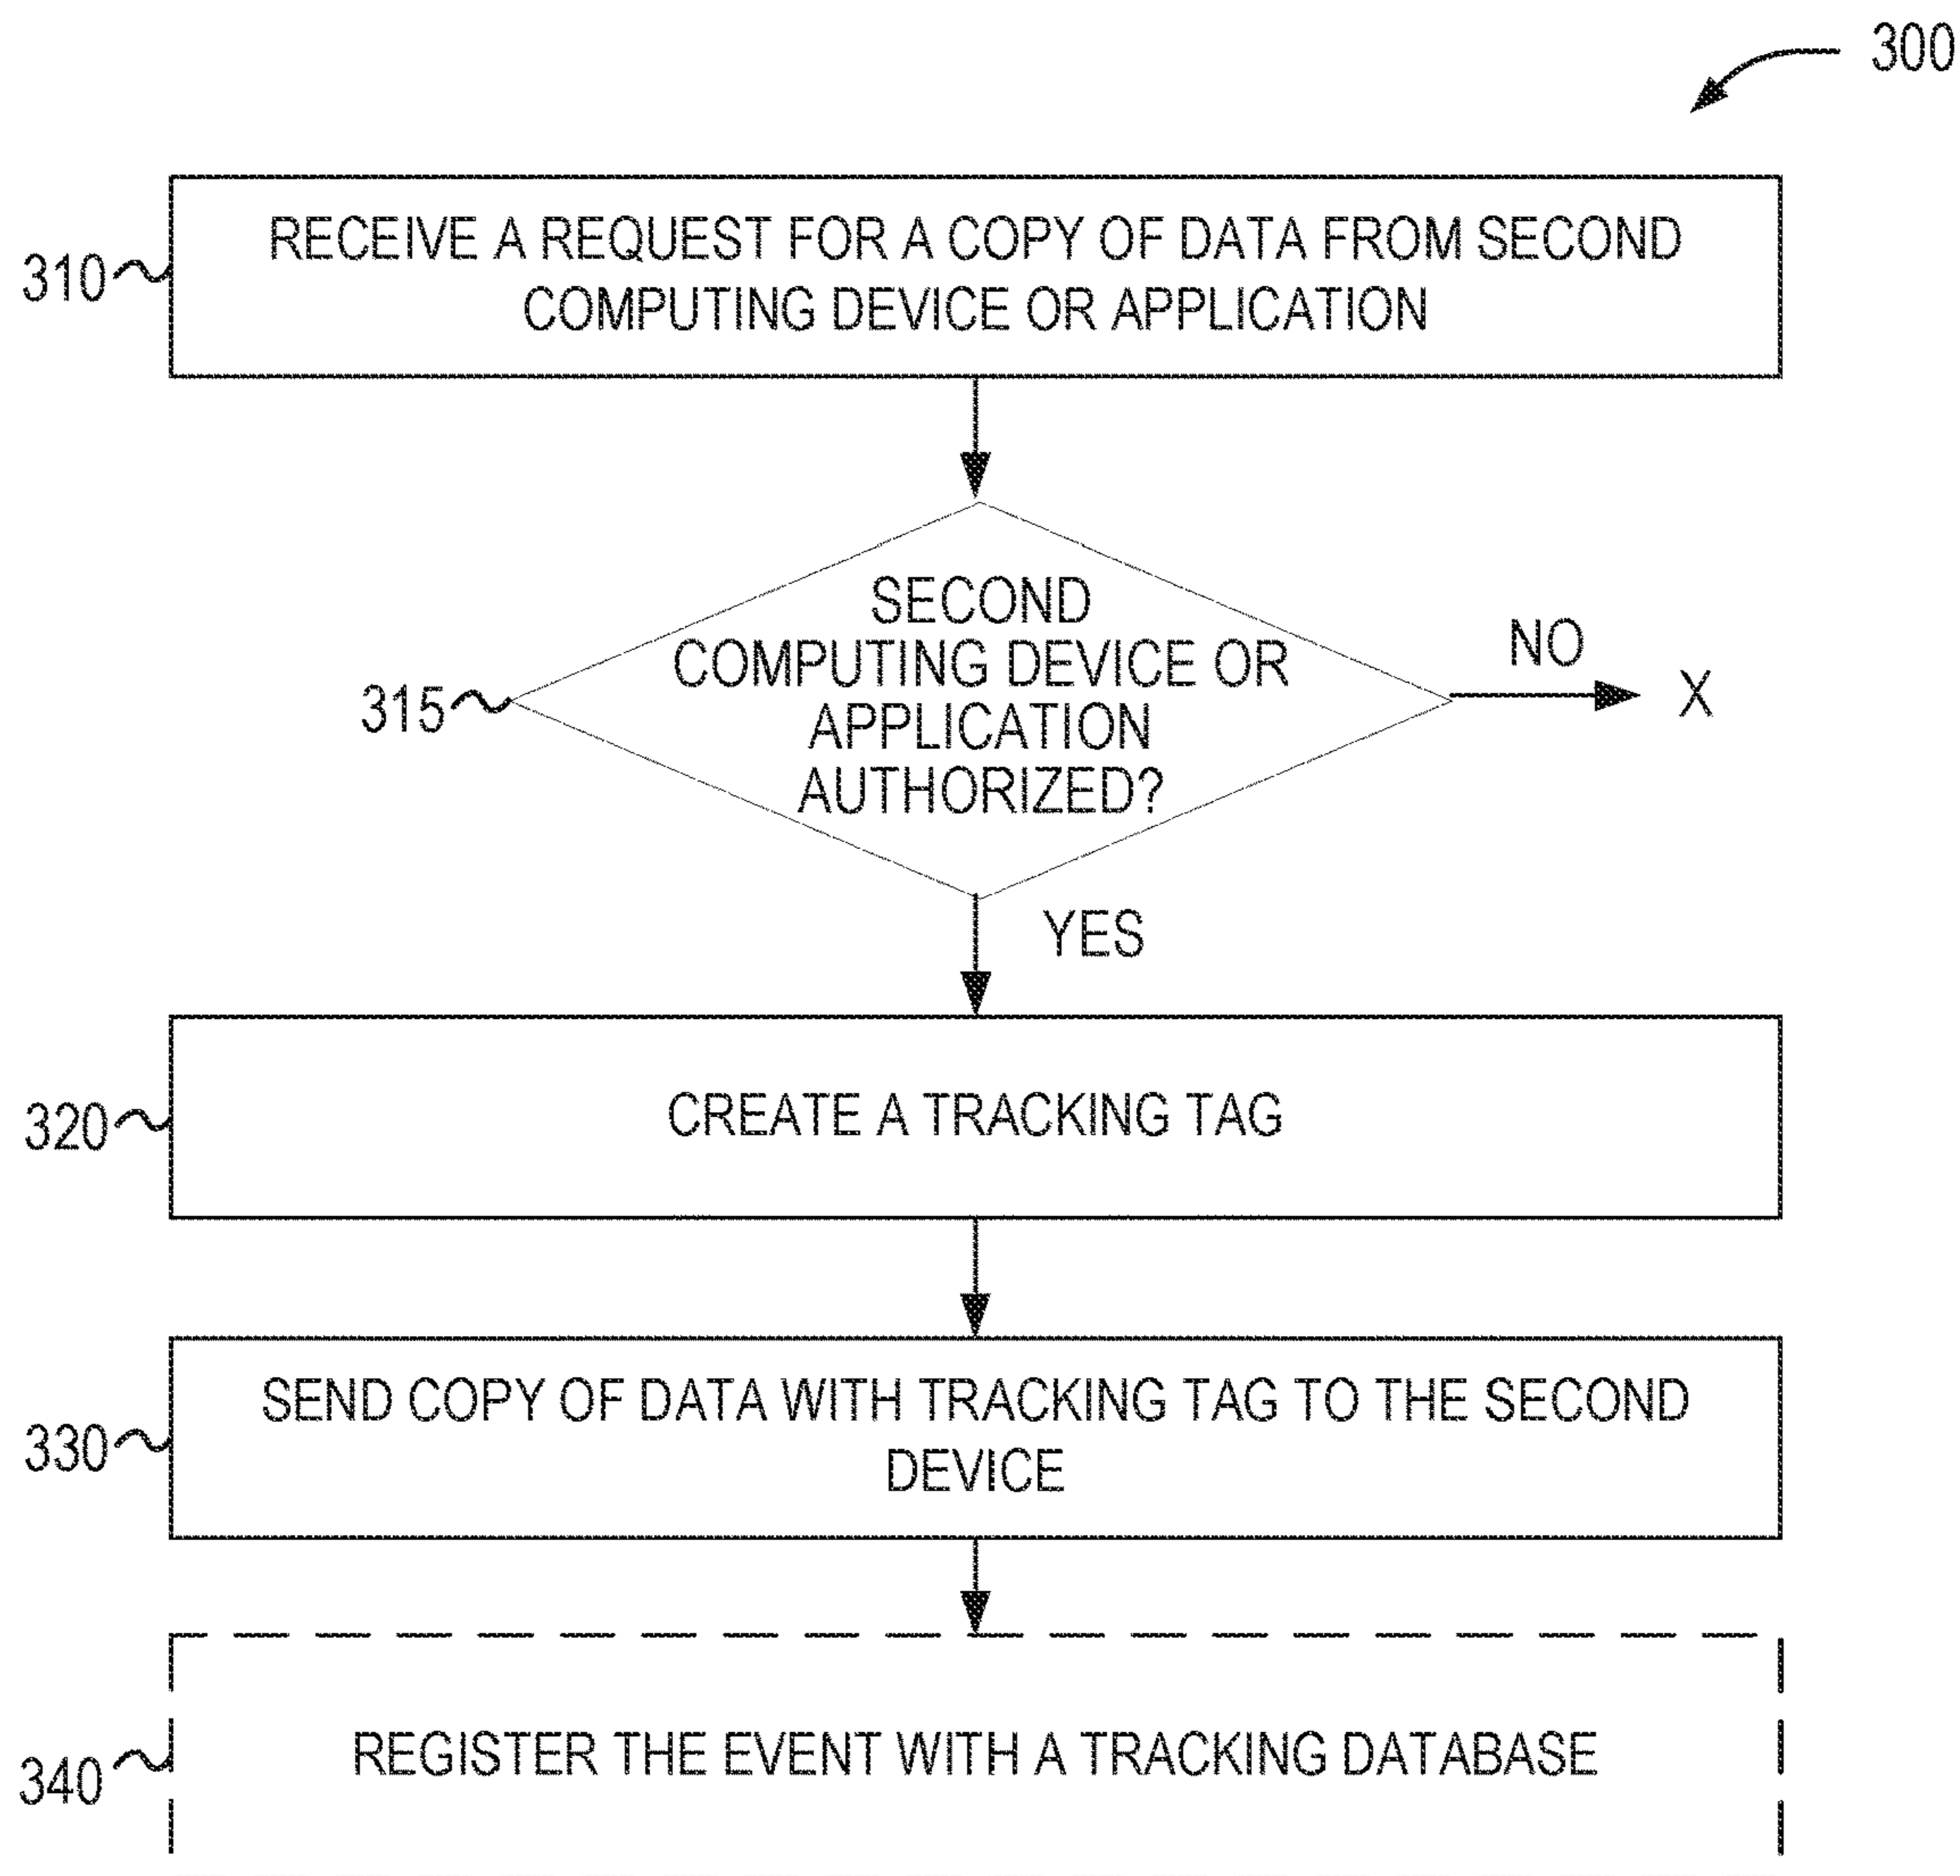 300
RECEIVE A REQUEST FOR A COPY OF DATA FROM SECOND
COMPUTING DEVICE OR APPLICATION
310
SECOND
COMPUTING DEVICE OR
APPLICATION
AUTHORIZED?
315
NO
X
YES
320
CREATE A TRACKING TAG
SEND COPY OF DATA WITH TRACKING TAG TO THE SECOND
DEVICE
330
REGISTER THE EVENT WITH A TRACKING DATABASE
340